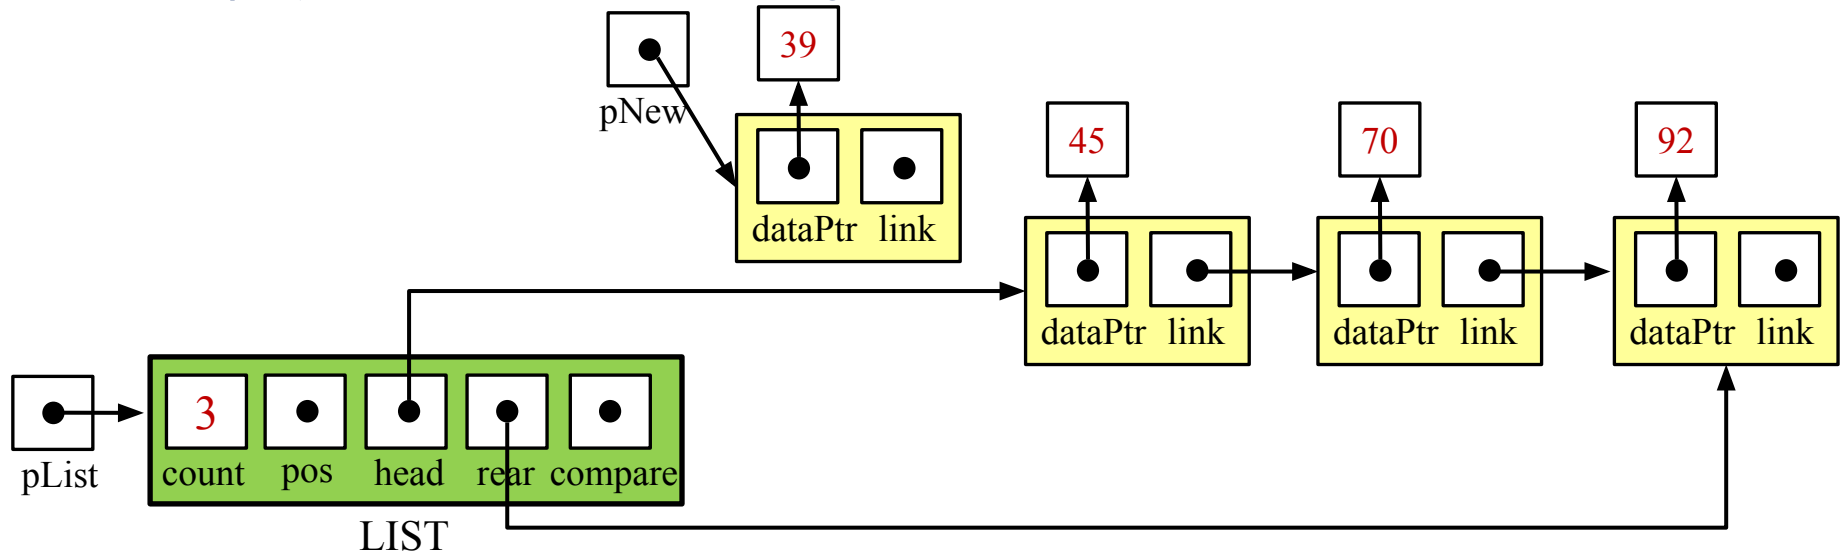 39
pNew
45
70
92
dataPtr link
dataPtr link
dataPtr link
dataPtr link
3
count pos head rear compare
pList
LIST